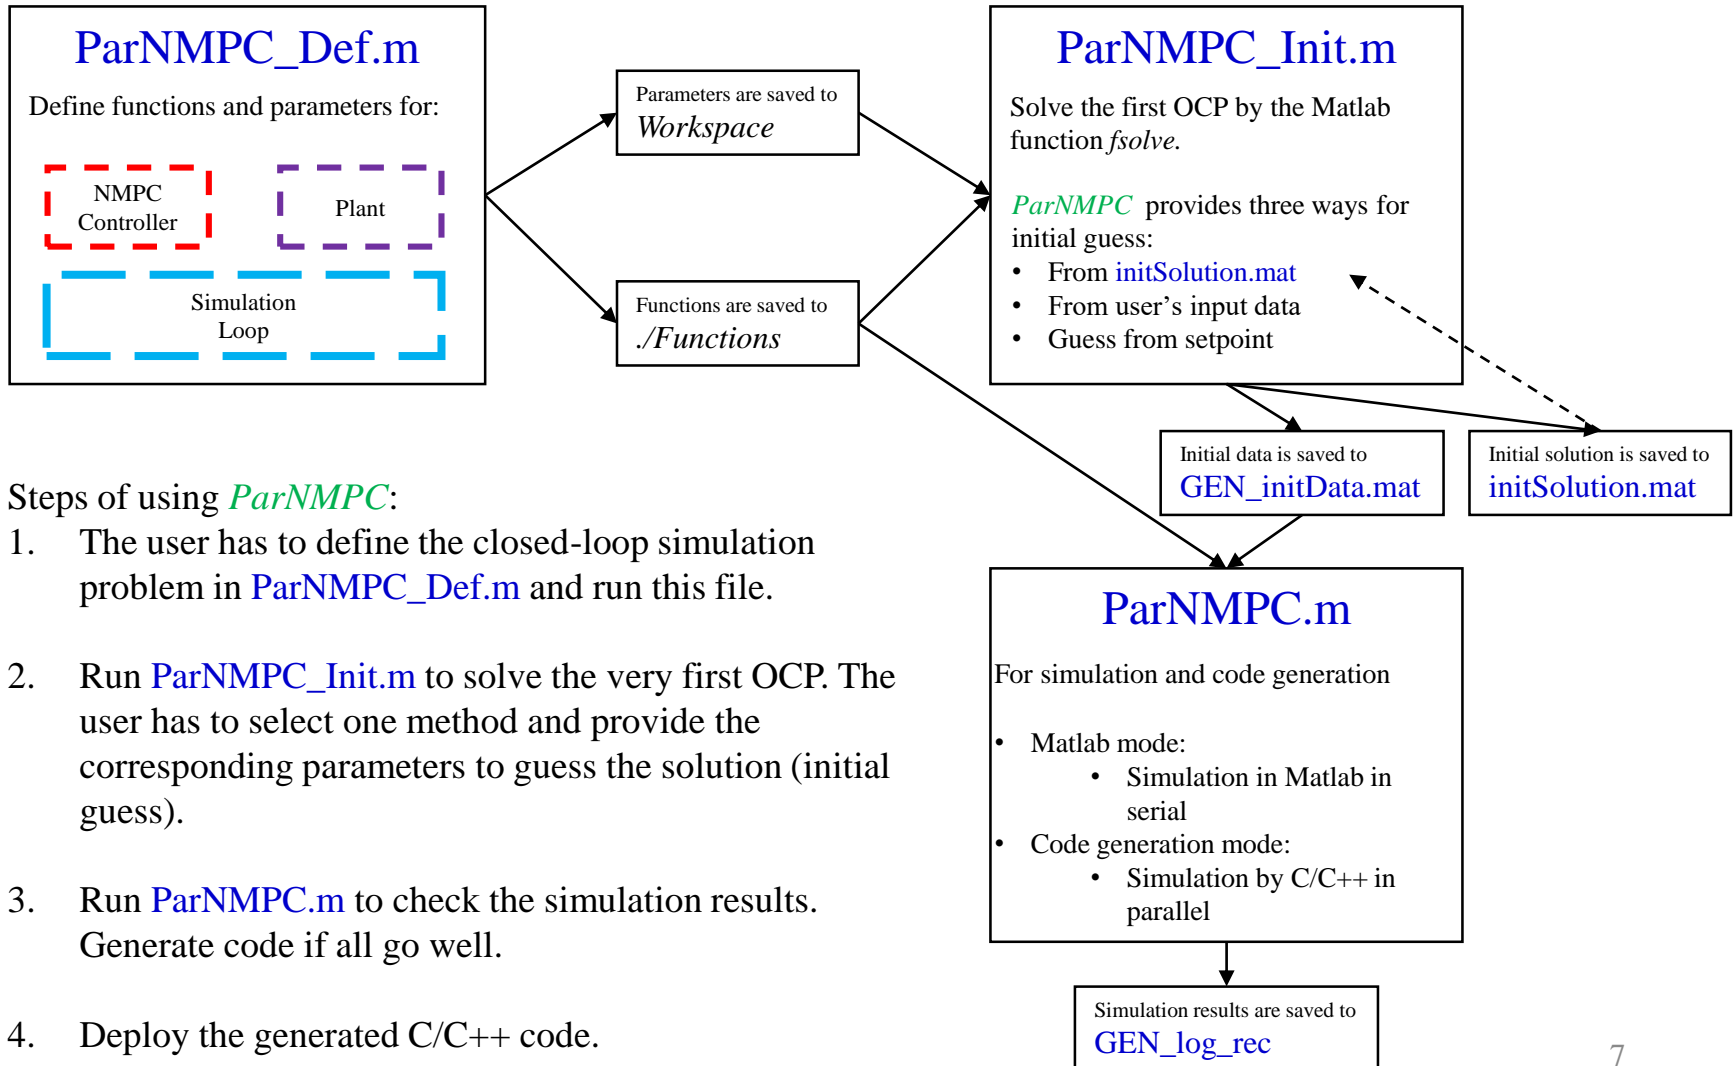 ParNMPC_Def.m
Define functions and parameters for:
NMPC
Controller
Plant
Simulation
Loop
Parameters are saved to
Workspace
Functions are saved to
./Functions
ParNMPC_Init.m
Solve the first OCP by the Matlab
function fsolve.
ParNMPC provides three ways for
initial guess:
• From initSolution.mat
• From user’s input data
• Guess from setpoint
Initial data is saved to
GEN_initData.mat
Initial solution is saved to
initSolution.mat
Steps of using ParNMPC:
1. The user has to define the closed-loop simulation
problem in ParNMPC_Def.m and run this file.
2. Run ParNMPC_Init.m to solve the very first OCP. The
user has to select one method and provide the
corresponding parameters to guess the solution (initial
guess).
3. Run ParNMPC.m to check the simulation results.
Generate code if all go well.
4. Deploy the generated C/C++ code.
ParNMPC.m
For simulation and code generation
• Matlab mode:
• Simulation in Matlab in
serial
• Code generation mode:
• Simulation by C/C++ in
parallel
Simulation results are saved to
GEN_log_rec
7